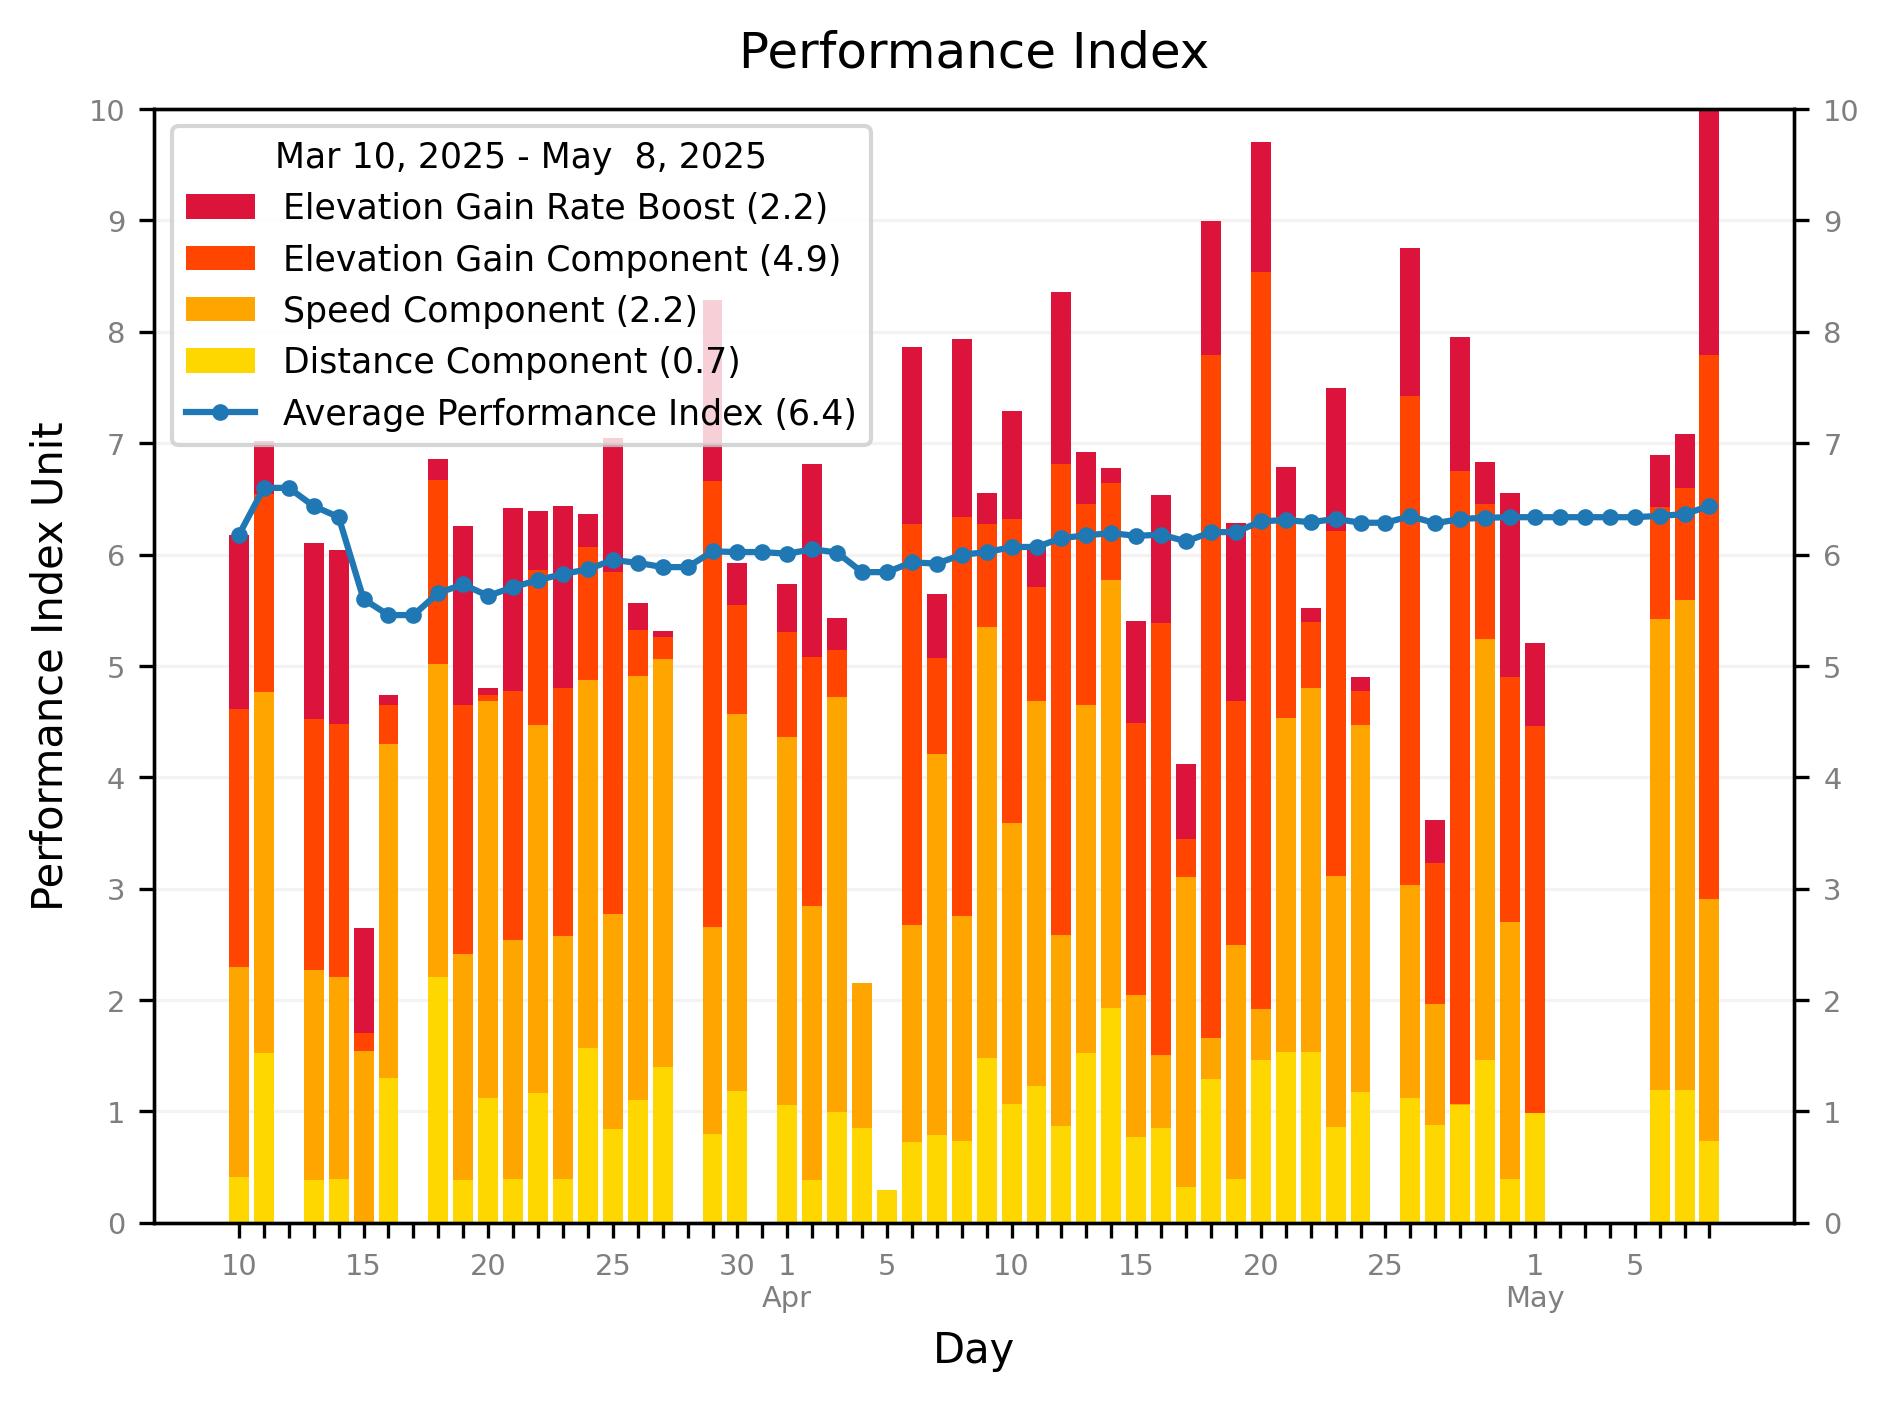 Performance Index
Mar 10, 2025 - May  8, 2025
Elevation Gain Rate Boost (2.2)
Elevation Gain Component (4.9)
Speed Component (2.2)
Distance Component (0.7)
Average Performance Index (6.4)
Performance Index Unit
10 10
9 9
8 8
7 7
6 6
5 5
4 4
3 3
2 2
1 1
0 0
10 15 20 25 30 1 5 10 15 20 25 1 5
Apr May
Day